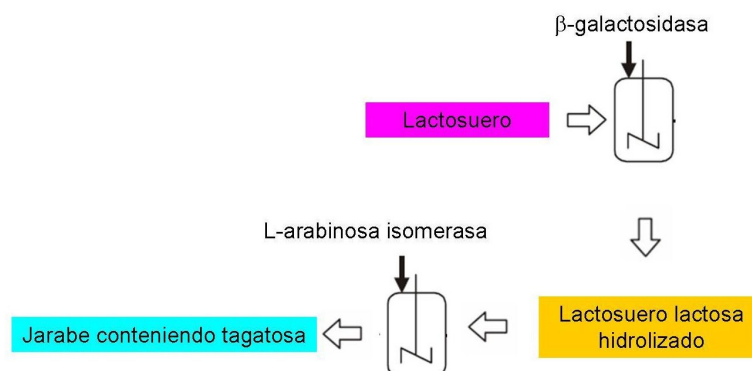 β-galactosidasa
Lactosuero
L-arabinosa isomerasa
Lactosuero lactosa
hidrolizado
Jarabe conteniendo tagatosa